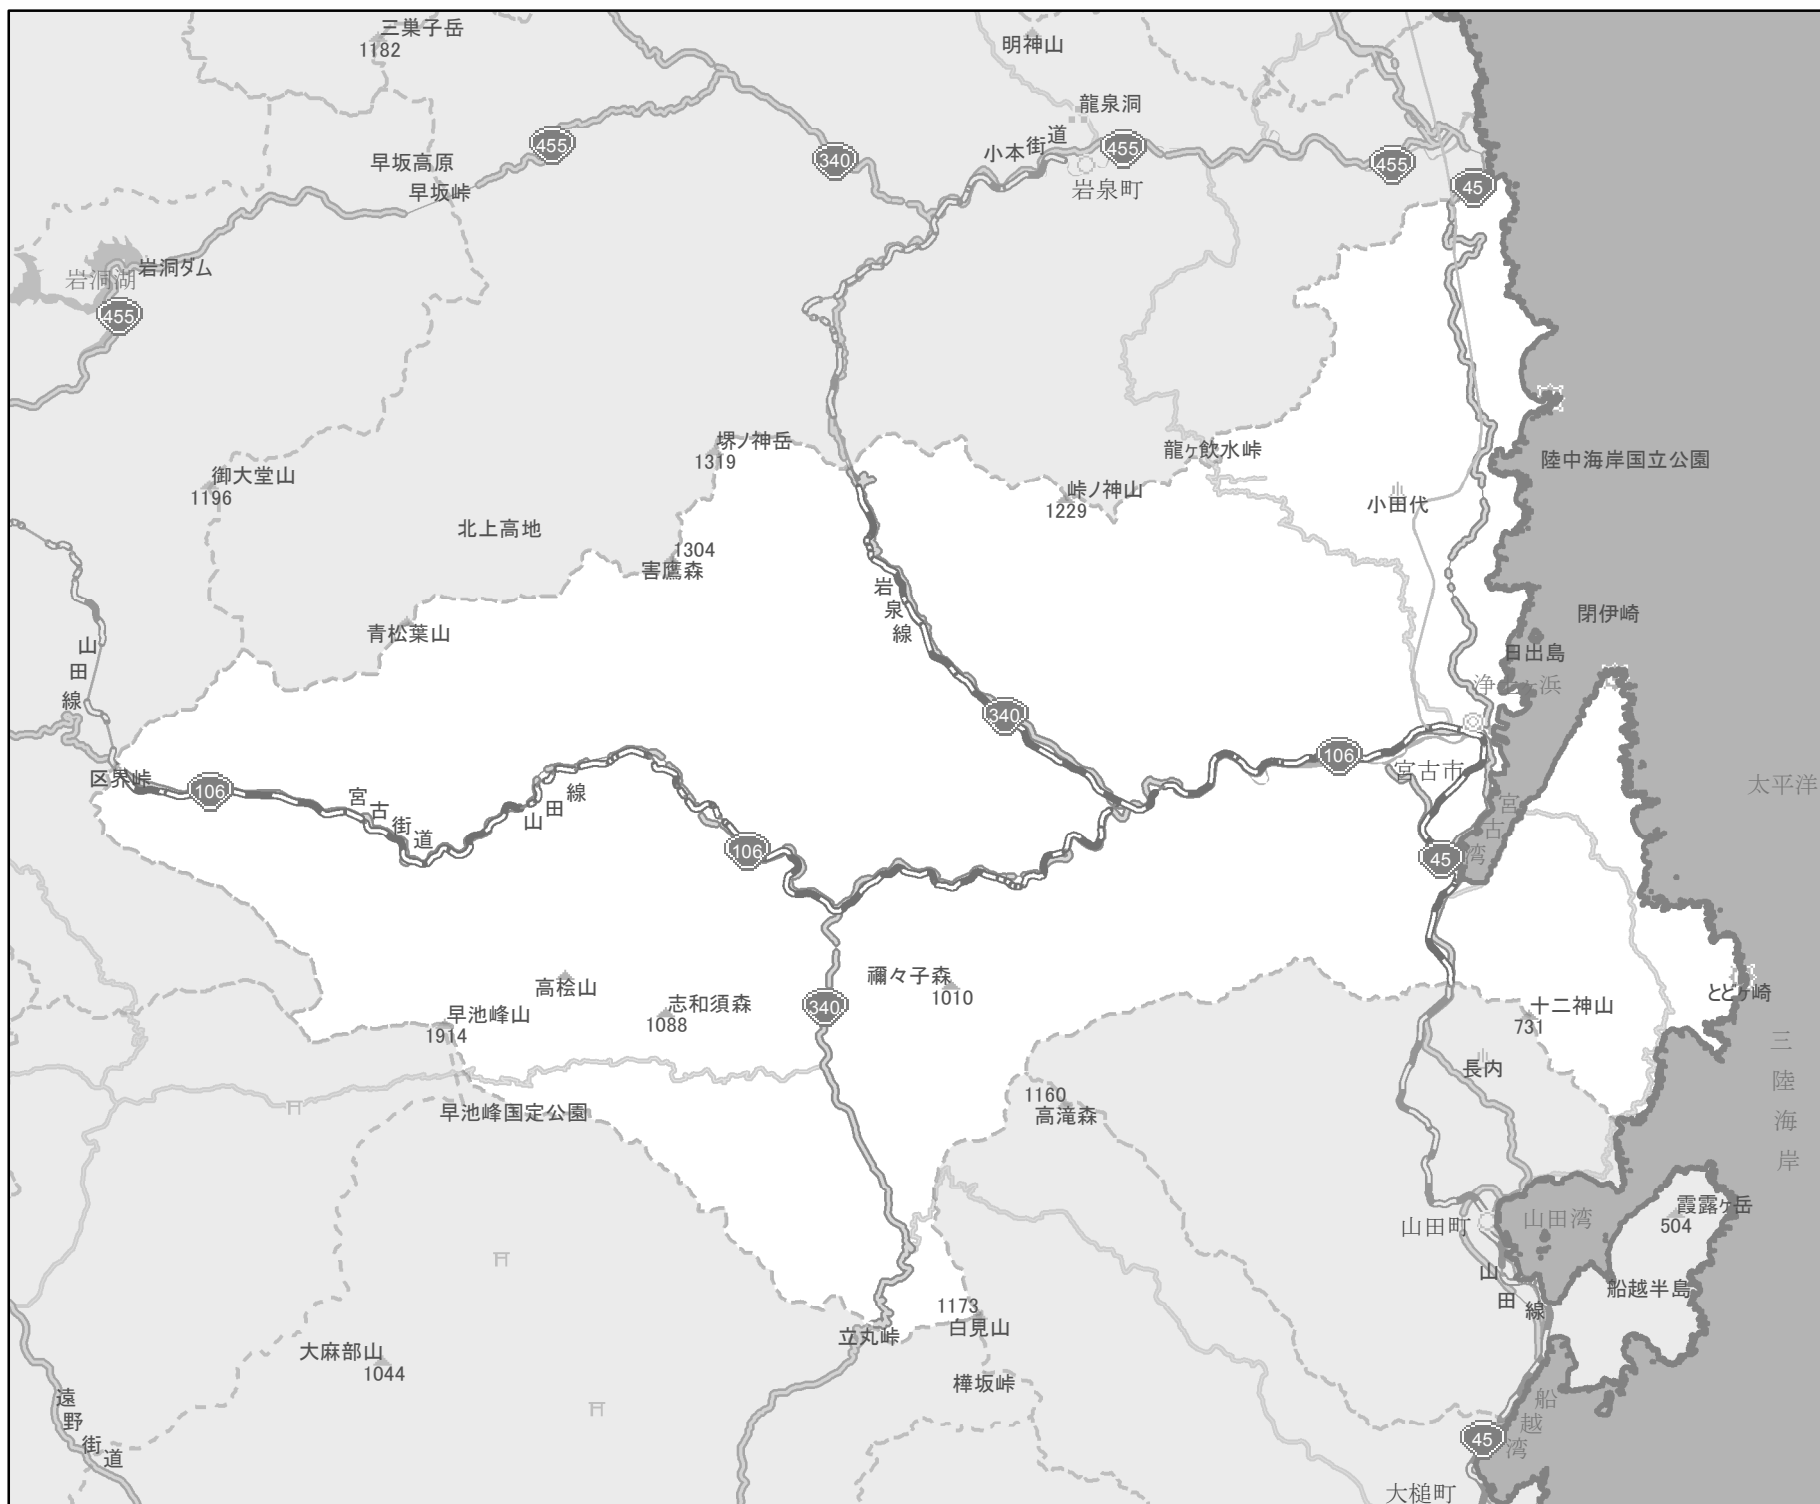 三巣子岳
1182
明神山
龍泉洞
小本街道
455
455
340
455
早坂高原
早坂峠
岩泉町
45
岩洞湖
岩洞ダム
455
堺ノ神岳
1319
龍ヶ飲水峠
陸中海岸国立公園
御大堂山
1196
峠ノ神山
1229
小田代
北上高地
1304
害鷹森
岩泉線
閉伊崎
青松葉山
日出島
山田線
浄土ヶ浜
340
106
宮古市
区界峠
106
太平洋
宮古街道
山田線
宮古湾
106
45
禰々子森
1010
高桧山
志和須森
1088
340
早池峰山
1914
とどヶ崎
十二神山
731
三陸海岸
長内
1160
高滝森
早池峰国定公園
山田町
山田湾
霞露ヶ岳
504
船越半島
山田線
1173
白見山
立丸峠
大麻部山
1044
樺坂峠
遠野街道
船越湾
45
大槌町